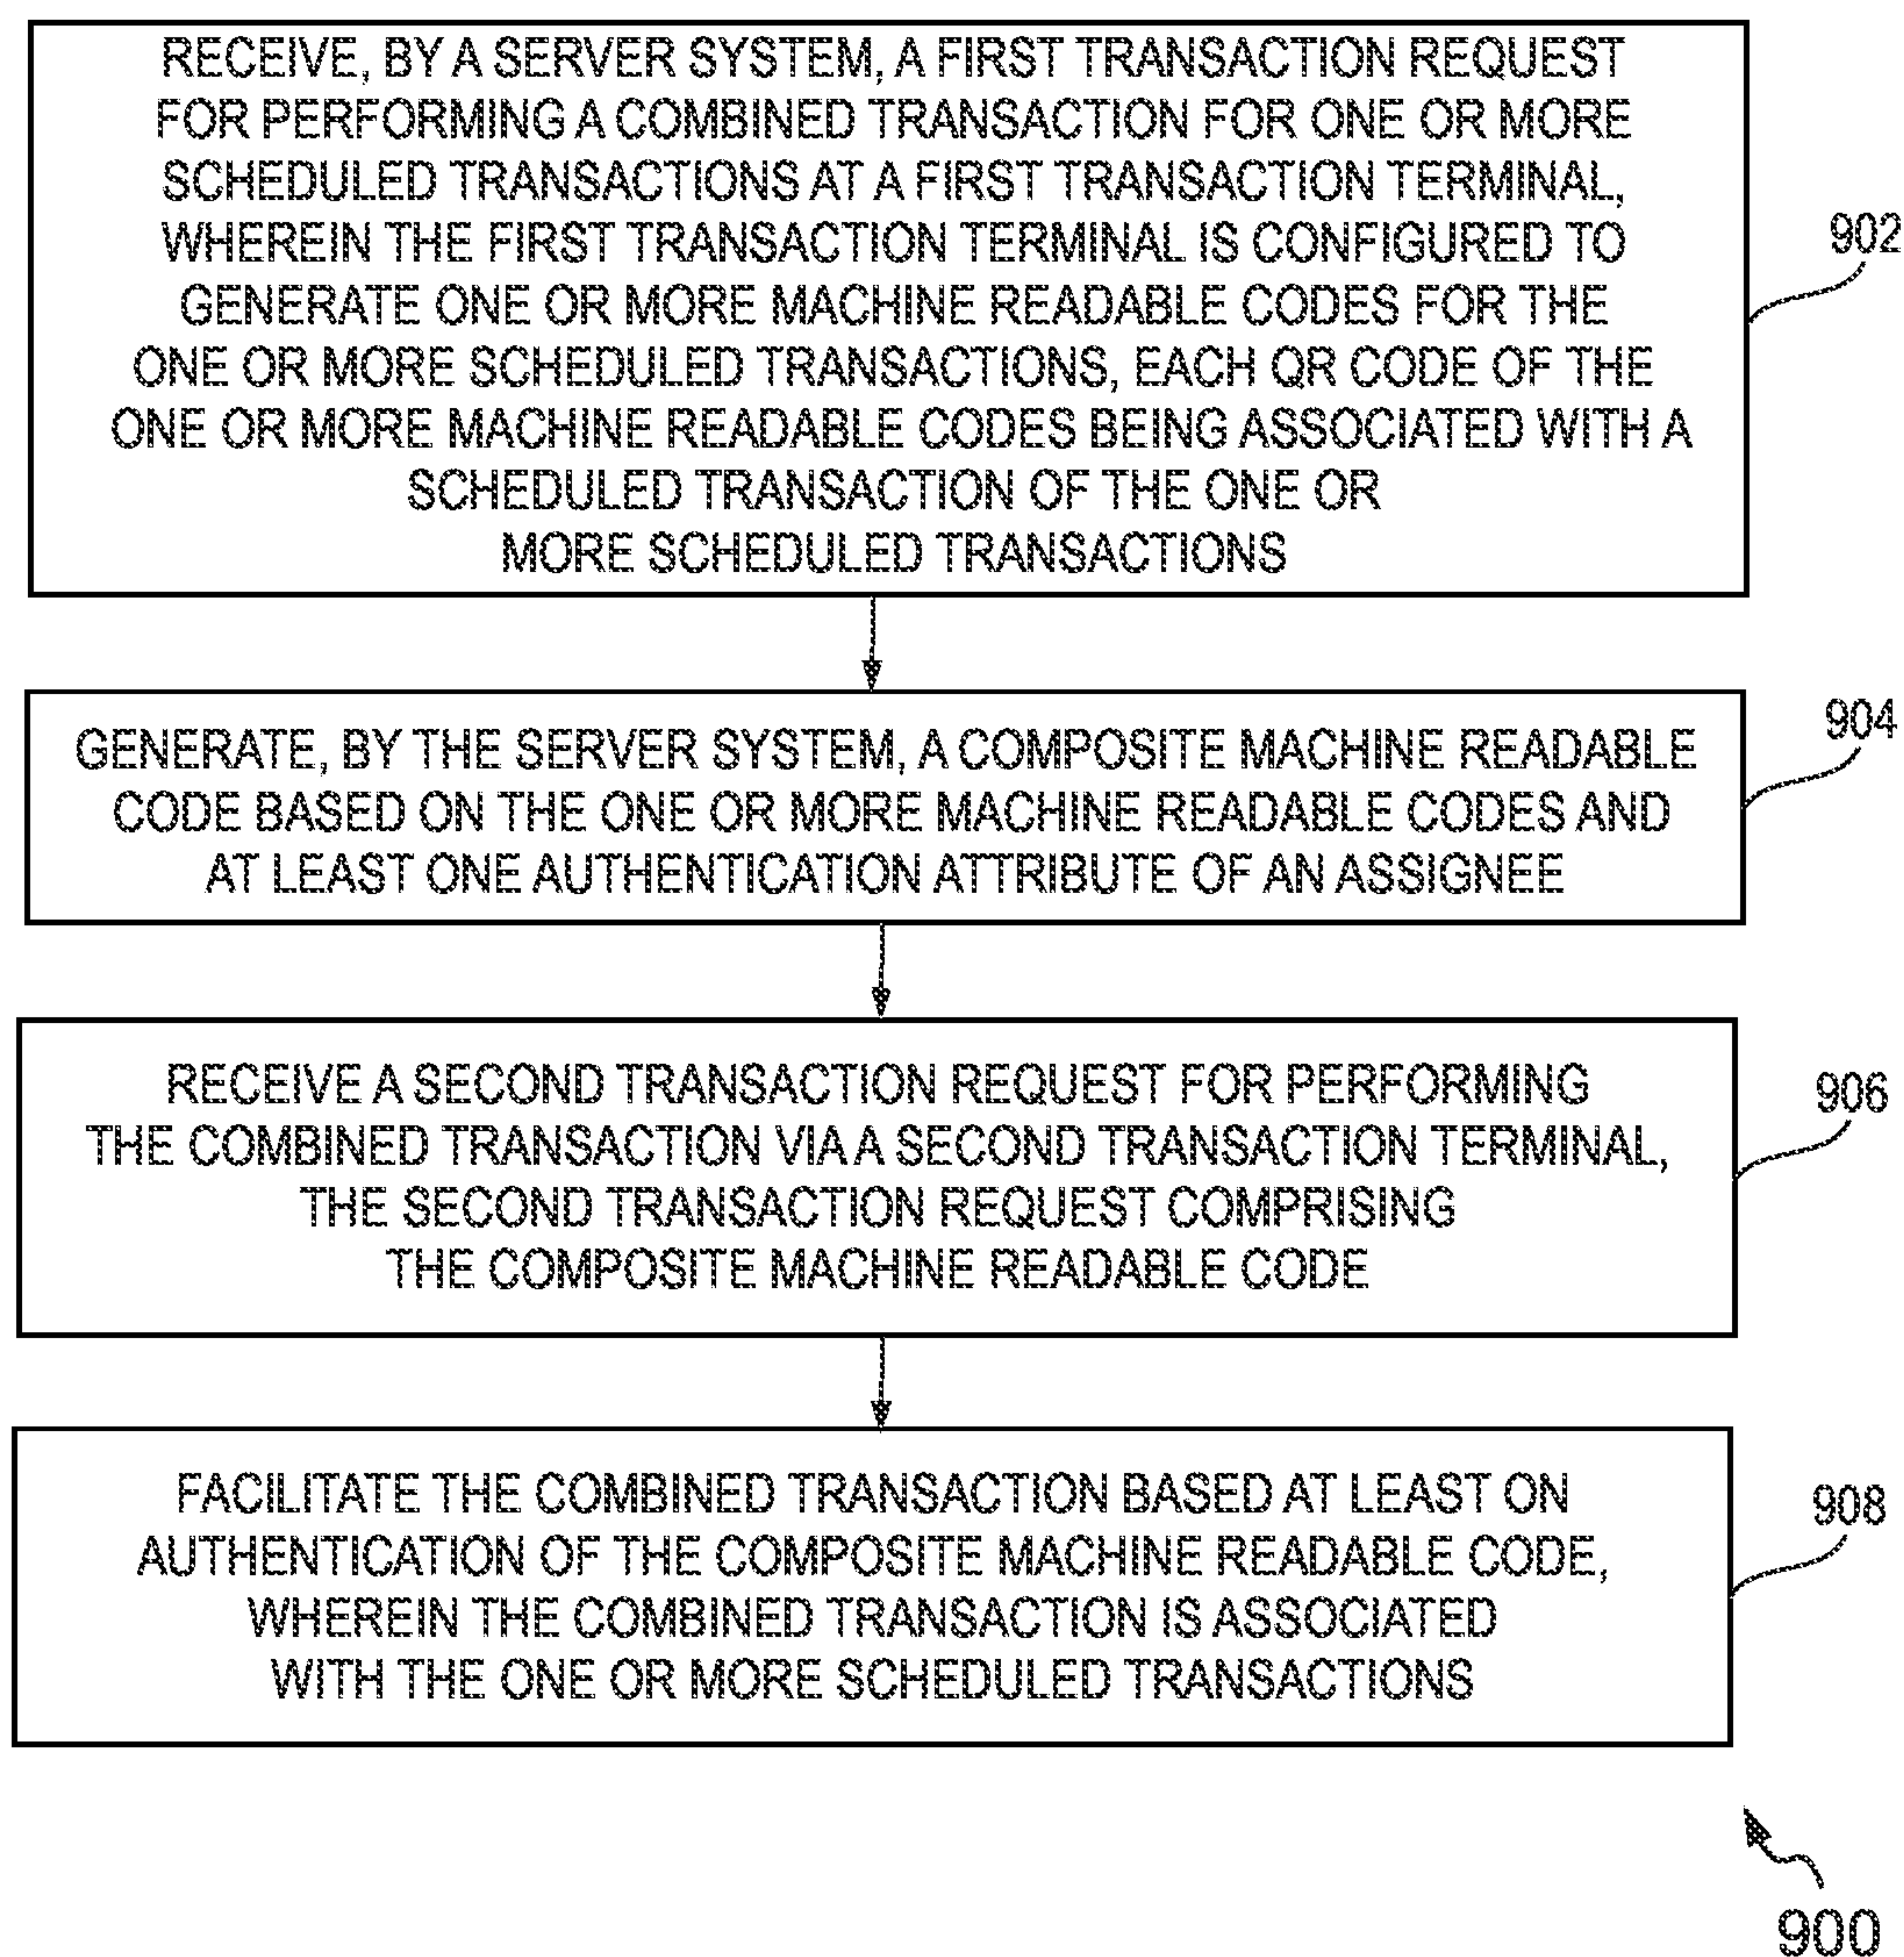 RECEIVE, BY A SERVER SYSTEM, A FIRST TRANSACTION REQUEST
FOR PERFORMING A COMBINED TRANSACTION FOR ONE OR MORE
SCHEDULED TRANSACTIONS AT A FIRST TRANSACTION TERMINAL,
WHEREIN THE FIRST TRANSACTION TERMINAL IS CONFIGURED TO
GENERATE ONE OR MORE MACHINE READABLE CODES FOR THE
ONE OR MORE SCHEDULED TRANSACTIONS, EACH QR CODE OF THE
ONE OR MORE MACHINE READABLE CODES BEING ASSOCIATED WITH A
SCHEDULED TRANSACTION OF THE ONE OR
MORE SCHEDULED TRANSACTIONS
902
GENERATE, BY THE SERVER SYSTEM, A COMPOSITE MACHINE READABLE
CODE BASED ON THE ONE OR MORE MACHINE READABLE CODES AND
AT LEAST ONE AUTHENTICATION ATTRIBUTE OF AN ASSIGNEE
904
RECEIVE A SECOND TRANSACTION REQUEST FOR PERFORMING
THE COMBINED TRANSACTION VIA A SECOND TRANSACTION TERMINAL,
THE SECOND TRANSACTION REQUEST COMPRISING
THE COMPOSITE MACHINE READABLE CODE
906
FACILITATE THE COMBINED TRANSACTION BASED AT LEAST ON
AUTHENTICATION OF THE COMPOSITE MACHINE READABLE CODE,
WHEREIN THE COMBINED TRANSACTION IS ASSOCIATED
WITH THE ONE OR MORE SCHEDULED TRANSACTIONS
908
900